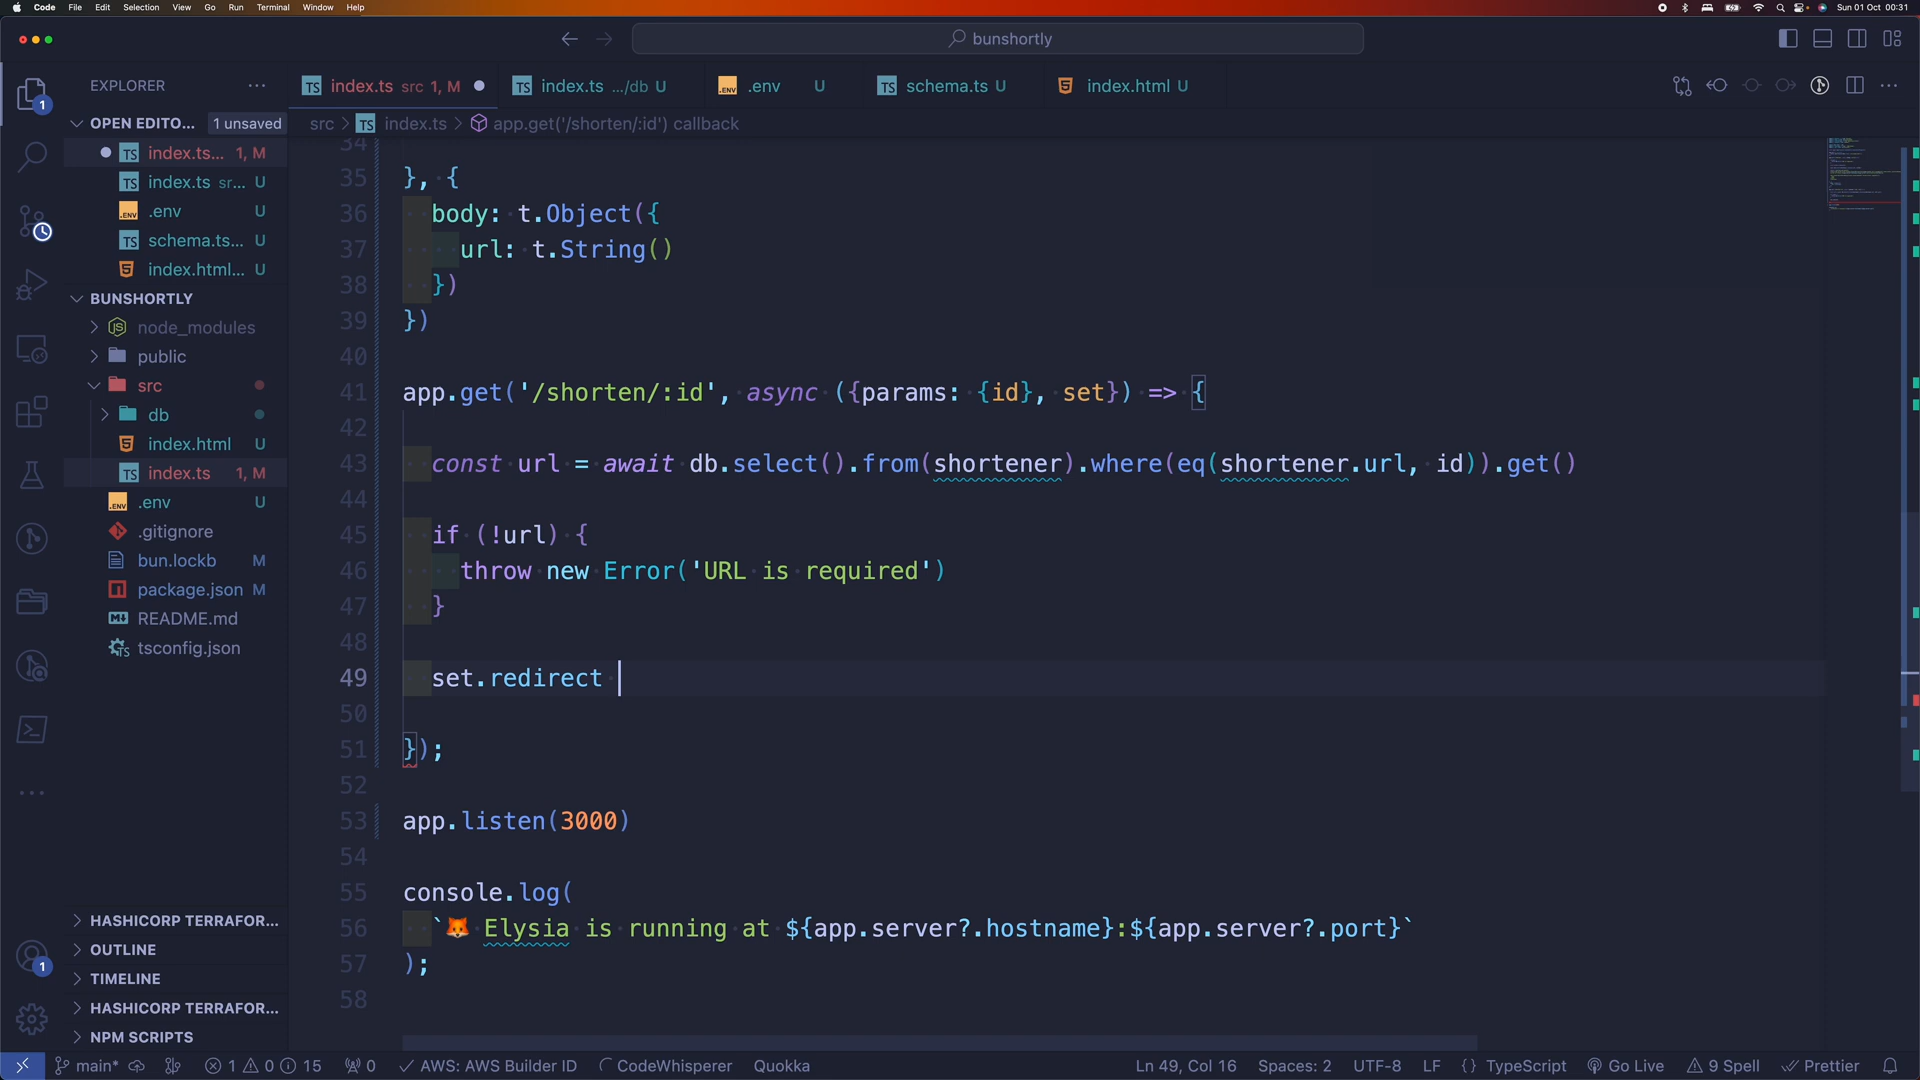 Code File Edit Selection View Go Run Terminal Window Help
Sun 01 Oct 00:31
bunshortly
EXPLORER
index.ts src 1, M
index.ts .../db U
.env U
schema.ts U
index.html U
src > index.ts > app.get('/shorten/:id') callback
OPEN EDITO... 1 unsaved
index.ts... 1, M
index.ts sr... U
.env U
schema.ts... U
index.html... U
BUNSHORTLY
node_modules
public
src
db
index.html U
index.ts 1, M
.env U
.gitignore
bun.lockb M
package.json M
README.md
tsconfig.json
HASHICORP TERRAFOR...
OUTLINE
TIMELINE
HASHICORP TERRAFOR...
NPM SCRIPTS
34
35 }, {
36 body: t.Object({
37 url: t.String()
38 })
39 })
40
41 app.get('/shorten/:id', async ({params: {id}, set}) => {
42
43 const url = await db.select().from(shortener).where(eq(shortener.url, id)).get()
44
45 if (!url) {
46 throw new Error('URL is required')
47 }
48
49 set.redirect
50
51 });
52
53 app.listen(3000)
54
55 console.log(
56 `🦊 Elysia is running at ${app.server?.hostname}:${app.server?.port}`
57 );
58
main* 1 0 15 0 AWS: AWS Builder ID CodeWhisperer Quokka
Ln 49, Col 16 Spaces: 2 UTF-8 LF {} TypeScript Go Live 9 Spell Prettier